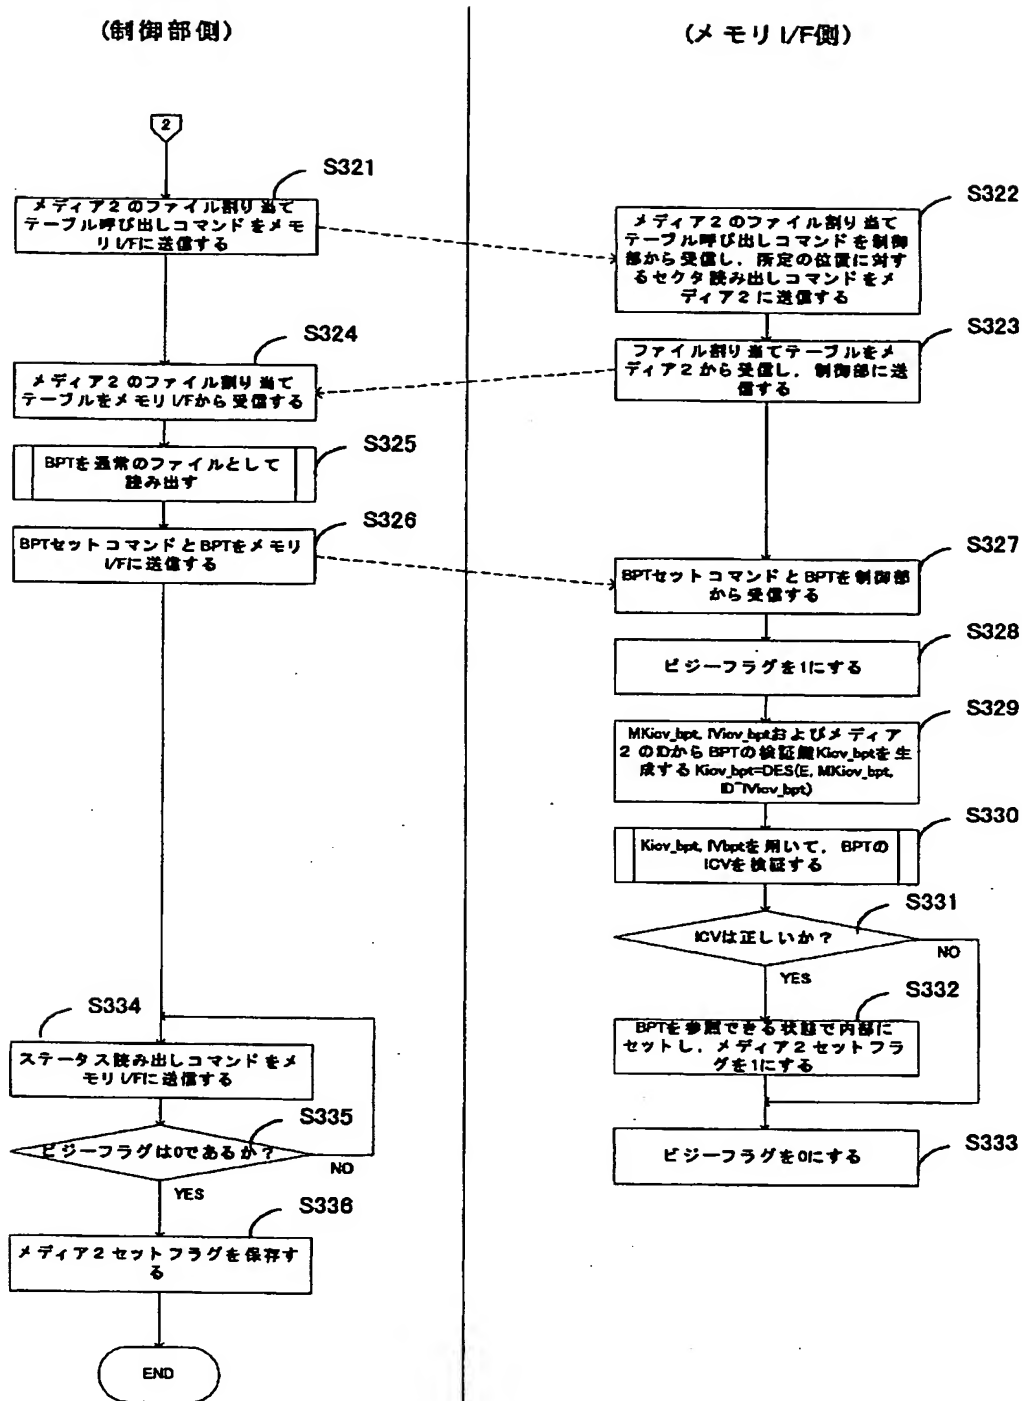 (制御部側)
(メモリI/F側)
2
S321
メディア2のファイル割り当て
テーブル呼び出しコマンドをメモ
リI/Fに送信する
S322
メディア2のファイル割り当て
テーブル呼び出しコマンドを制御
部から受信し、所定の位置に対す
るセクタ読み出しコマンドをメ
ディア2に送信する
S323
ファイル割り当てテーブルをメ
ディア2から受信し、制御部に送
信する
S324
メディア2のファイル割り当て
テーブルをメモリI/Fから受信する
S325
BPTを通常のファイルとして
読み出す
S326
BPTセットコマンドとBPTをメモリ
I/Fに送信する
S327
BPTセットコマンドとBPTを制御部
から受信する
S328
ビジーフラグを1にする
S329
MKicv_bpt, IVicv_bptおよびメディア
2のIDからBPTの検証鍵Kicv_bptを生
成する Kicv_bpt=DES(E, MKicv_bpt,
ID^IVicv_bpt)
S330
Kicv_bpt, IVbptを用いて、BPTの
ICVを検証する
S331
ICVは正しいか?
NO
YES
S332
BPTを参照できる状態で内部に
セットし、メディア2セットフラ
グを1にする
S333
ビジーフラグを0にする
S334
ステータス読み出しコマンドをメ
モリI/Fに送信する
S335
ビジーフラグは0であるか?
NO
YES
S336
メディア2セットフラグを保存す
る
END